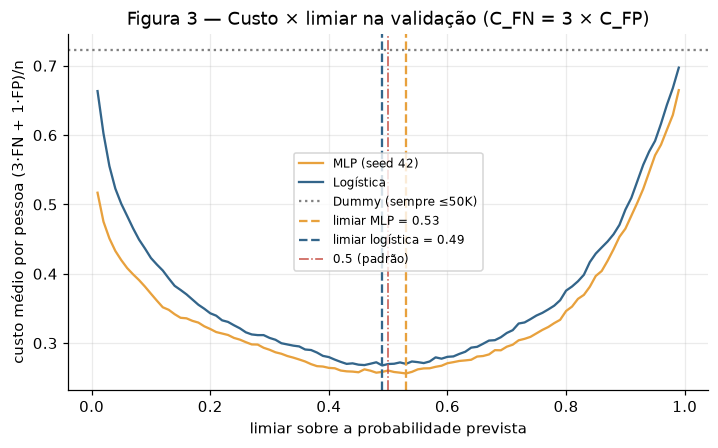 Figura 3 — Custo × limiar na validação (C_FN = 3 × C_FP)
custo médio por pessoa (3·FN + 1·FP)/n
0.7
0.6
0.5
0.4
0.3
MLP (seed 42)
Logística
Dummy (sempre ≤50K)
limiar MLP = 0.53
limiar logística = 0.49
0.5 (padrão)
0.0 0.2 0.4 0.6 0.8 1.0
limiar sobre a probabilidade prevista